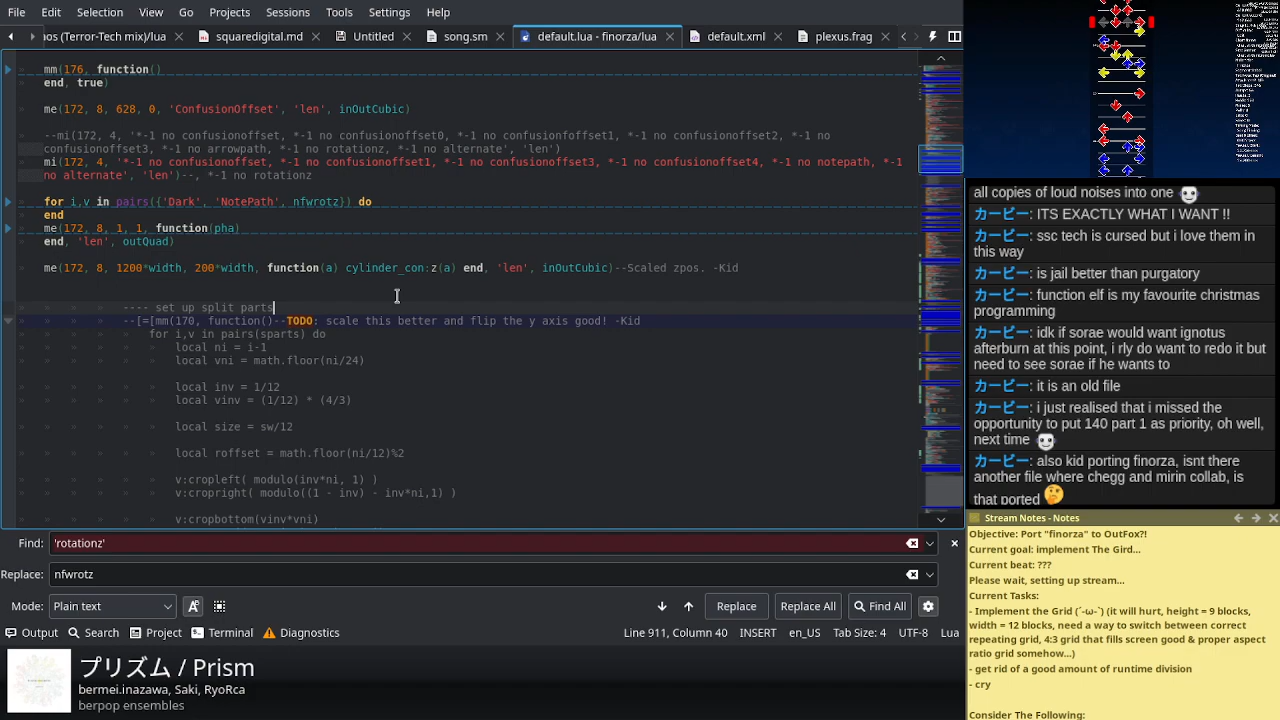 File Edit Selection View Go Projects Sessions Tools Settings Help
aos (Terror-Tech mix)/lua squaredigital.md Untitled song.sm default.lua - finorza/lua default.xml plexus.frag
mm(176, function()
end, true)
me(172, 8, 628, 0, 'ConfusionOffset', 'len', inOutCubic)
--mi(172, 4, '*-1 no confusionoffset, *-1 no confusionoffset0, *-1 no confusionfoffset1, *-1 no confusionoffset2, *-1 no
confusionoffset3, *-1 no arrowpath, *-1 no rotationz, *-1 no alternate', 'len')
mi(172, 4, '*-1 no confusionoffset, *-1 no confusionoffset1, *-1 no confusionoffset3, *-1 no confusionoffset4, *-1 no notepath, *-1
no alternate', 'len')--, *-1 no rotationz
for i,v in pairs({'Dark', 'NotePath', nfwrotz}) do
end
me(172, 8, 1, 1, function(pha)
end, 'len', outQuad)
me(172, 8, 1200*width, 200*width, function(a) cylinder_con:z(a) end, 'len', inOutCubic)--Scaled zpos. -Kid
---- set up split parts
--[=[mm(170, function()--TODO: scale this better and flip the y axis good! -Kid
for i,v in pairs(sparts) do
local ni = i-1
local vni = math.floor(ni/24)
local inv = 1/12
local vinv = (1/12) * (4/3)
local size = sw/12
local roffset = math.floor(ni/12)%2
v:cropleft( modulo(inv*ni, 1) )
v:cropright( modulo((1 - inv) - inv*ni,1) )
v:cropbottom(vinv*vni)
Find: 'rotationz'
Replace: nfwrotz
Mode: Plain text Replace Replace All Find All
Output Search Project Terminal Diagnostics Line 911, Column 40 INSERT en_US Tab Size: 4 UTF-8 Lua
プリズム / Prism
bermei.inazawa, Saki, RyoRca
berpop ensembles
all copies of loud noises into one
カービー: ITS EXACTLY WHAT I WANT !!
カービー: ssc tech is cursed but i love them in
this way
カービー: is jail better than purgatory
カービー: function elf is my favourite christmas
programming
カービー: idk if sorae would want ignotus
afterburn at this point, i rly do want to redo it but
need to see sorae if he wants to
カービー: it is an old file
カービー: i just realised that i missed the
opportunity to put 140 part 1 as priority, oh well,
next time
カービー: also kid porting finorza, isnt there
another file where chegg and mirin collab, is
that ported
Stream Notes - Notes
Objective: Port "finorza" to OutFox?!
Current goal: implement The Gird...
Current beat: ???
Please wait, setting up stream...
Current Tasks:
- Implement the Grid (´-ω-`) (it will hurt, height = 9 blocks,
width = 12 blocks, need a way to switch between correct
repeating grid, 4:3 grid that fills screen good & proper aspect
ratio grid somehow...)
- get rid of a good amount of runtime division
- cry
Consider The Following: